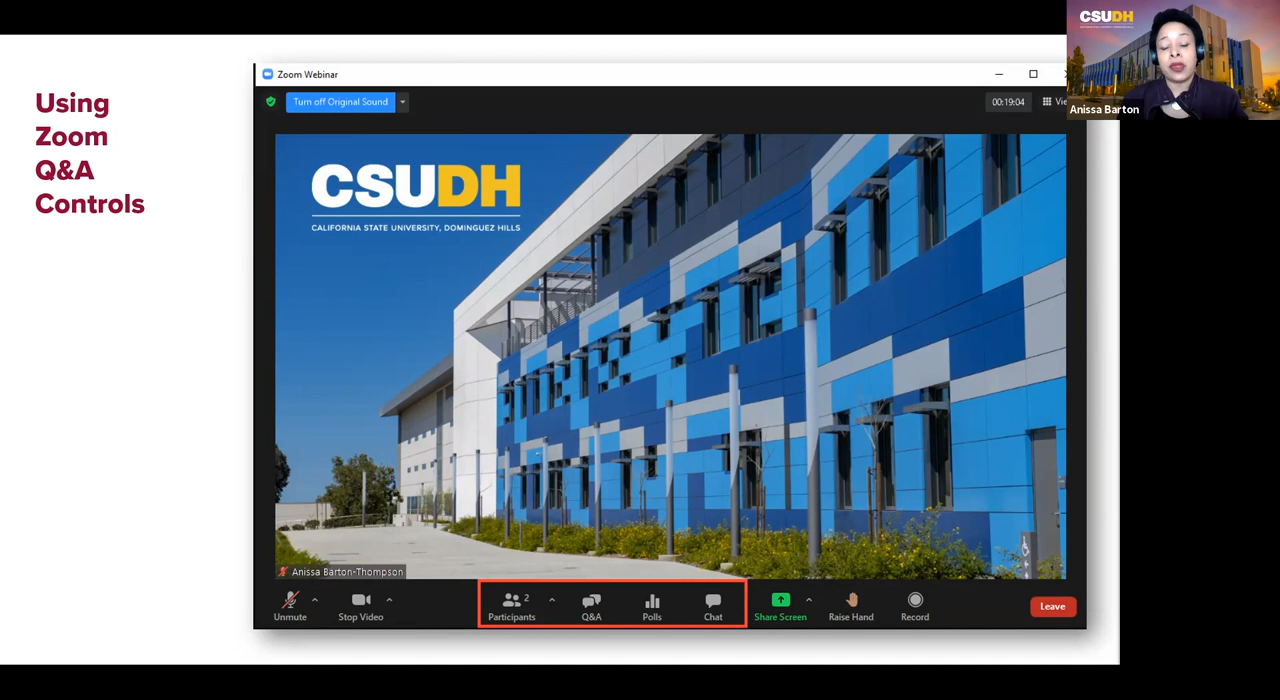 Using
Zoom
Q&A
Controls
Zoom Webinar
Turn off Original Sound
00:19:04
CSUDH
CALIFORNIA STATE UNIVERSITY, DOMINGUEZ HILLS
Anissa Barton-Thompson
Unmute
Stop Video
2
Participants
Q&A
Polls
Chat
Share Screen
Raise Hand
Record
Leave
CSUDH
Anissa Barton